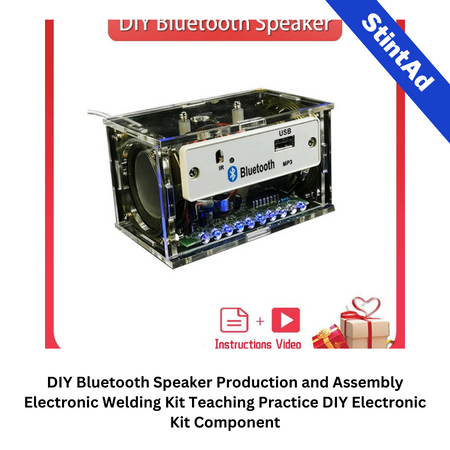 DIY Bluetooth Speaker
StintAd
USB
IR
Bluetooth
MP3
Instructions Video
DIY Bluetooth Speaker Production and Assembly
Electronic Welding Kit Teaching Practice DIY Electronic
Kit Component